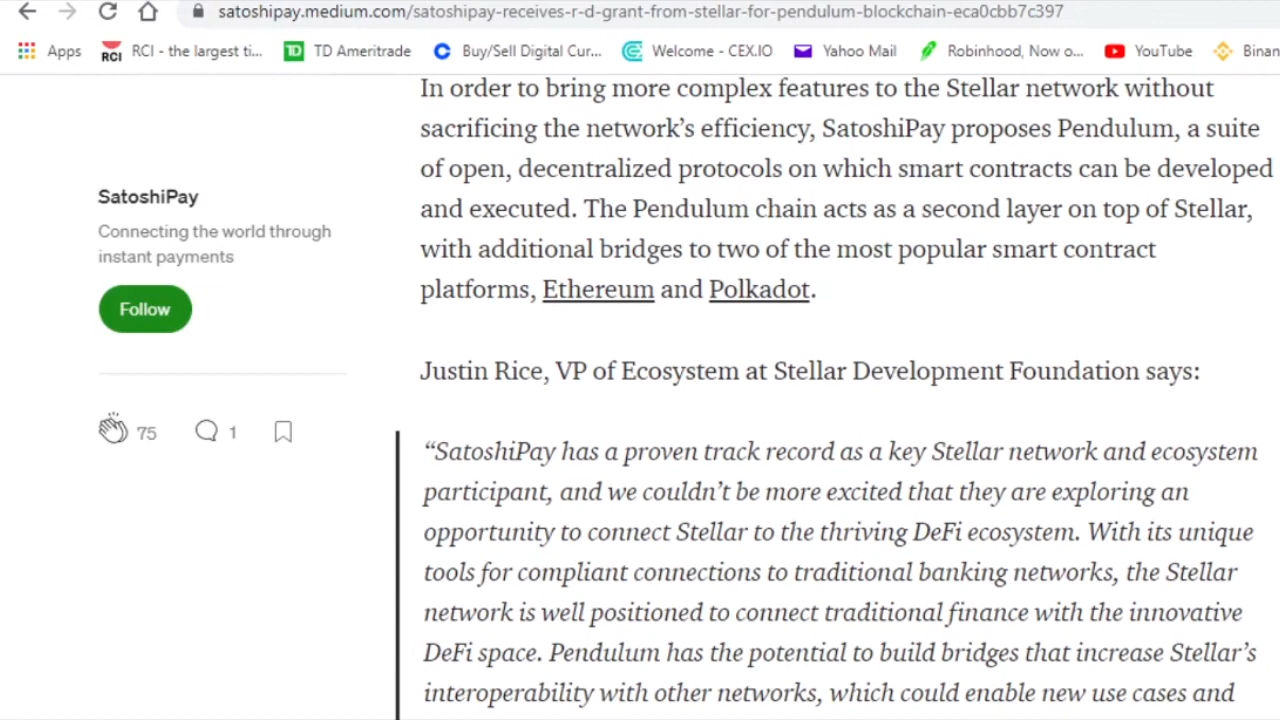 satoshipay.medium.com/satoshipay-receives-r-d-grant-from-stellar-for-pendulum-blockchain-eca0cbb7c397
Apps RCI - the largest ti... TD Ameritrade Buy/Sell Digital Cur... Welcome - CEX.IO Yahoo Mail Robinhood, Now o... YouTube Binan
SatoshiPay
Connecting the world through
instant payments
Follow
75 1
In order to bring more complex features to the Stellar network without
sacrificing the network’s efficiency, SatoshiPay proposes Pendulum, a suite
of open, decentralized protocols on which smart contracts can be developed
and executed. The Pendulum chain acts as a second layer on top of Stellar,
with additional bridges to two of the most popular smart contract
platforms, Ethereum and Polkadot.
Justin Rice, VP of Ecosystem at Stellar Development Foundation says:
“SatoshiPay has a proven track record as a key Stellar network and ecosystem
participant, and we couldn’t be more excited that they are exploring an
opportunity to connect Stellar to the thriving DeFi ecosystem. With its unique
tools for compliant connections to traditional banking networks, the Stellar
network is well positioned to connect traditional finance with the innovative
DeFi space. Pendulum has the potential to build bridges that increase Stellar’s
interoperability with other networks, which could enable new use cases and